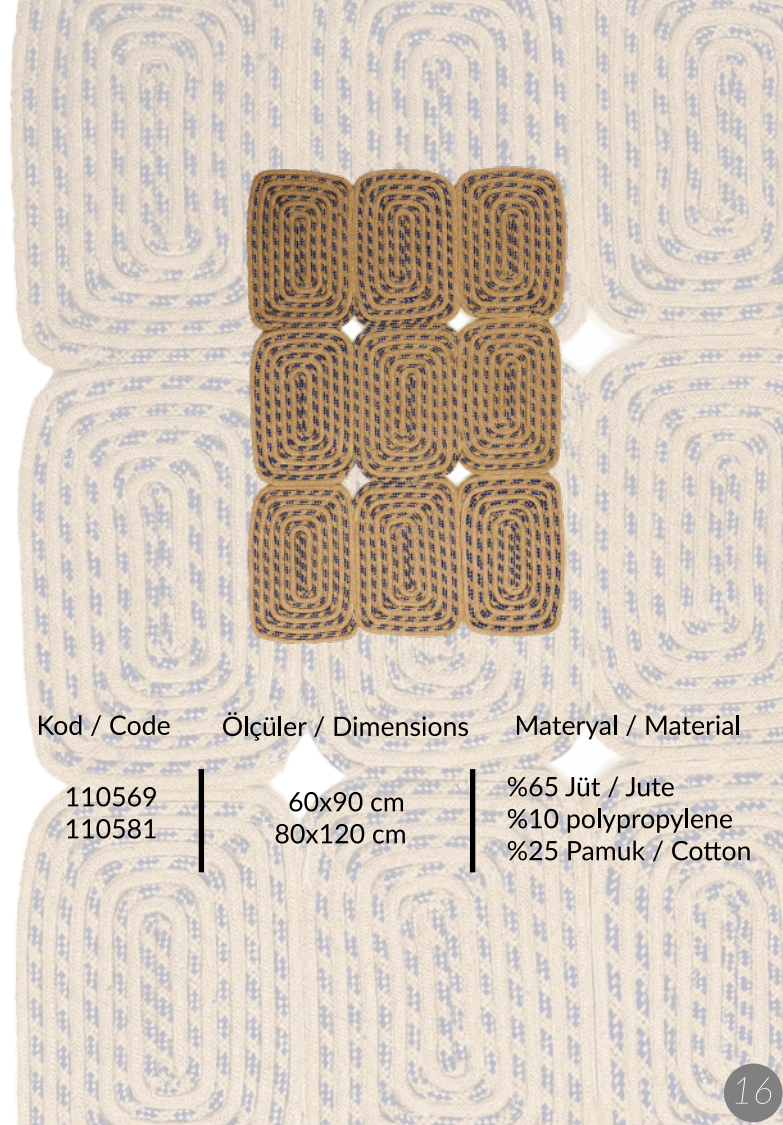 Kod / Code
Ölçüler / Dimensions
Materyal / Material
110569
110581
60x90 cm
80x120 cm
%65 Jüt / Jute
%10 polypropylene
%25 Pamuk / Cotton
16